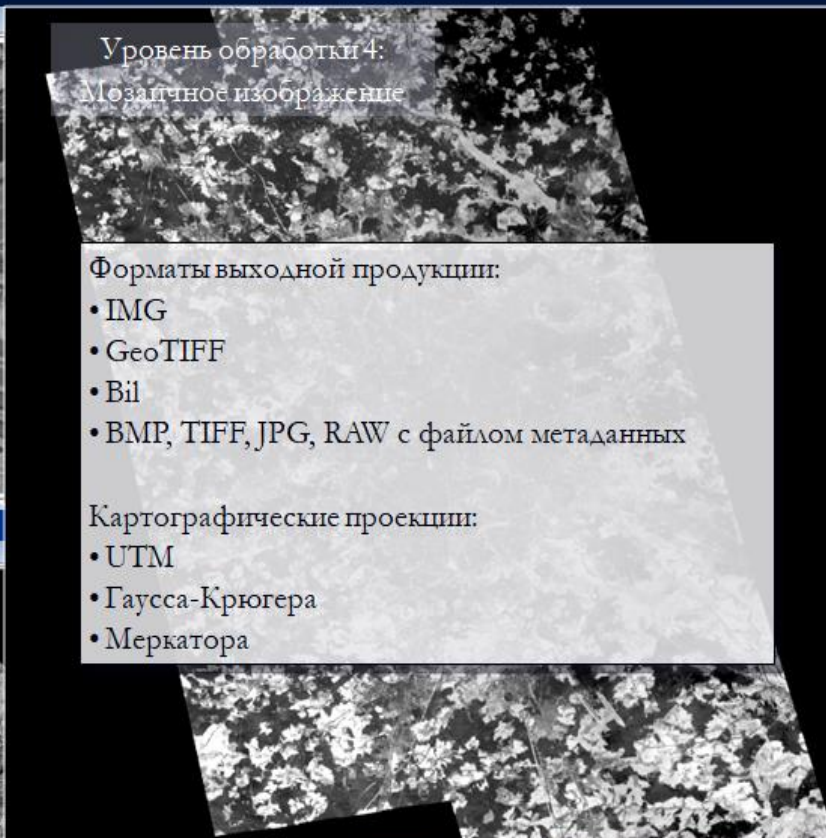 Уровень обработки 4:
Мозаичное изображение
Форматы выходной продукции:
• IMG
• GeoTIFF
• Bil
• BMP, TIFF, JPG, RAW с файлом метаданных
Картографические проекции:
• UTM
• Гаусса-Крюгера
• Меркатора